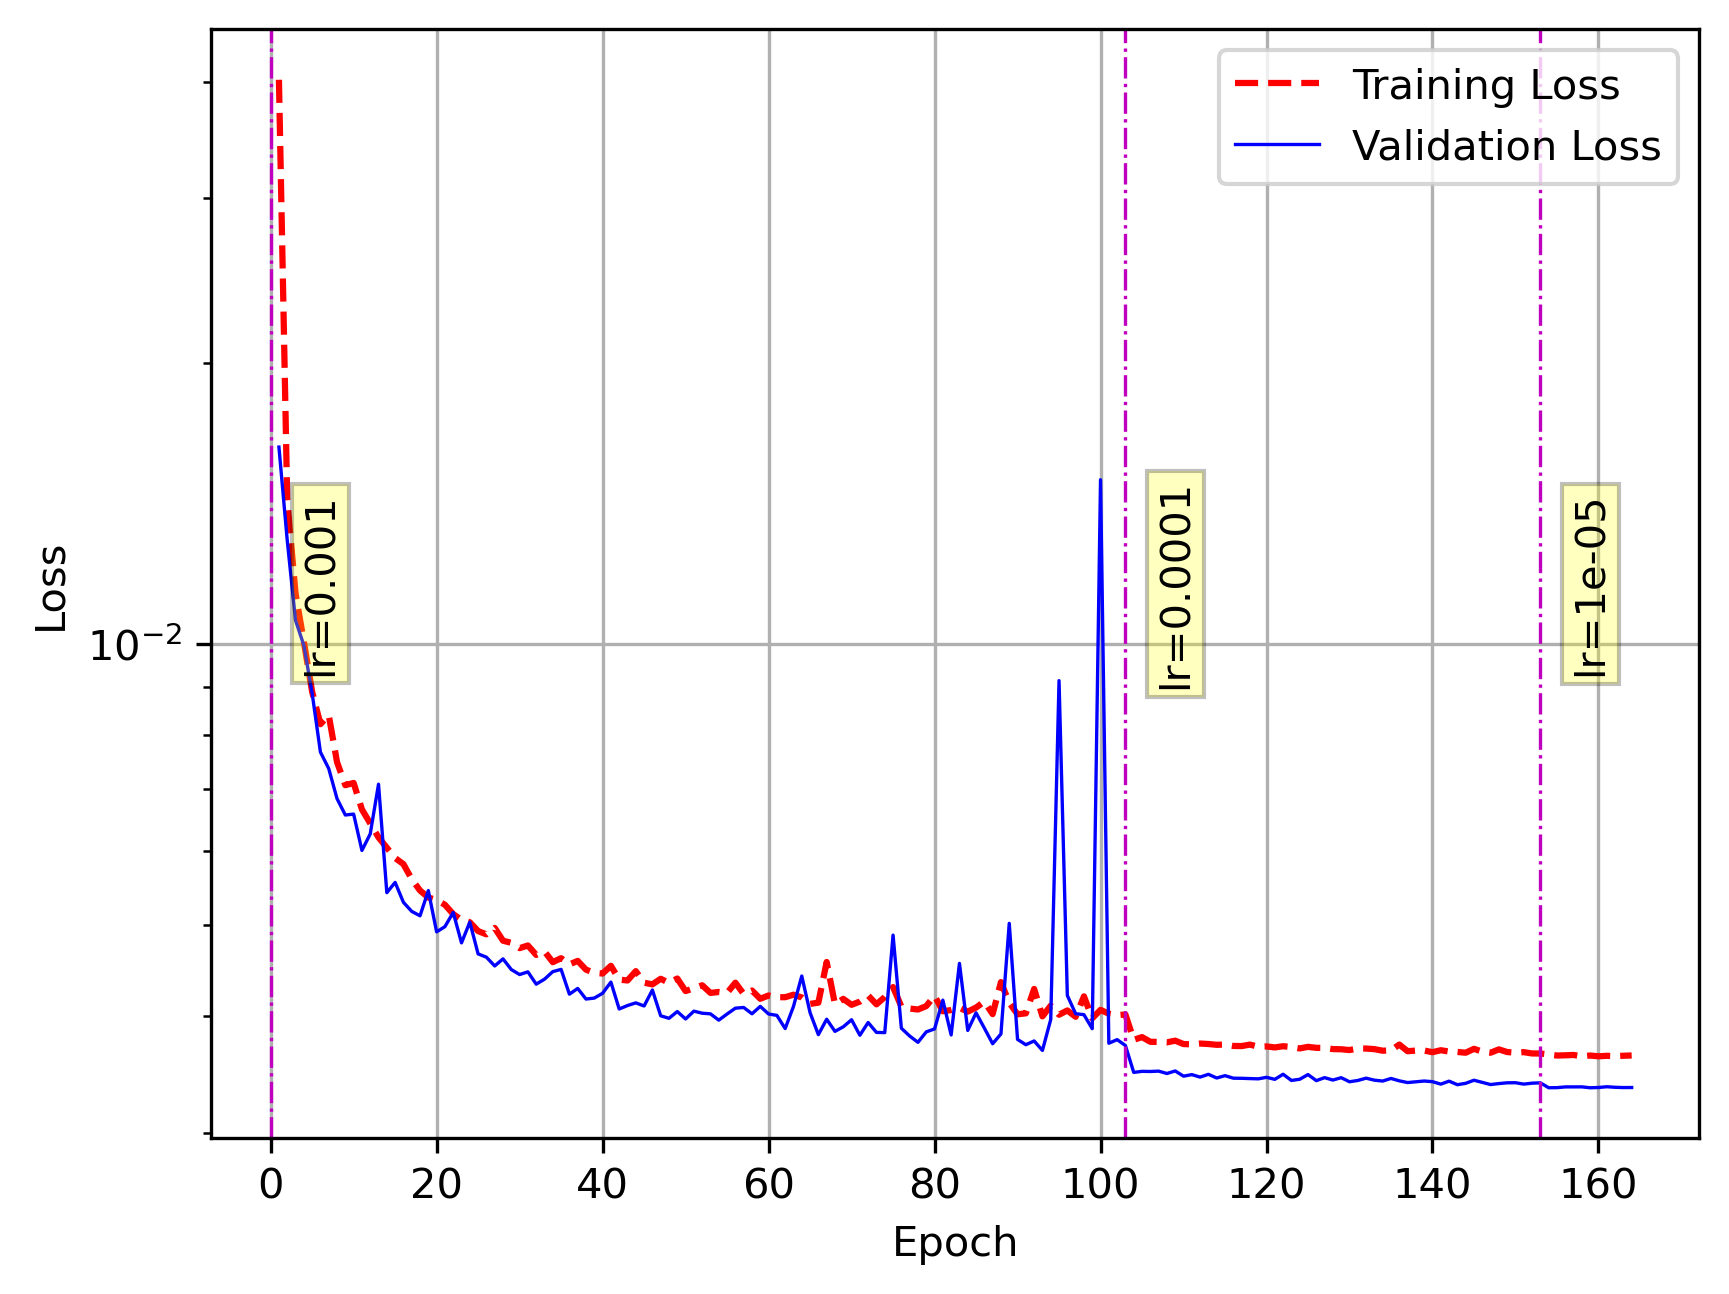 Training Loss
Validation Loss
lr=0.001
lr=0.0001
lr=1e-05
Loss
10⁻²
0 20 40 60 80 100 120 140 160
Epoch